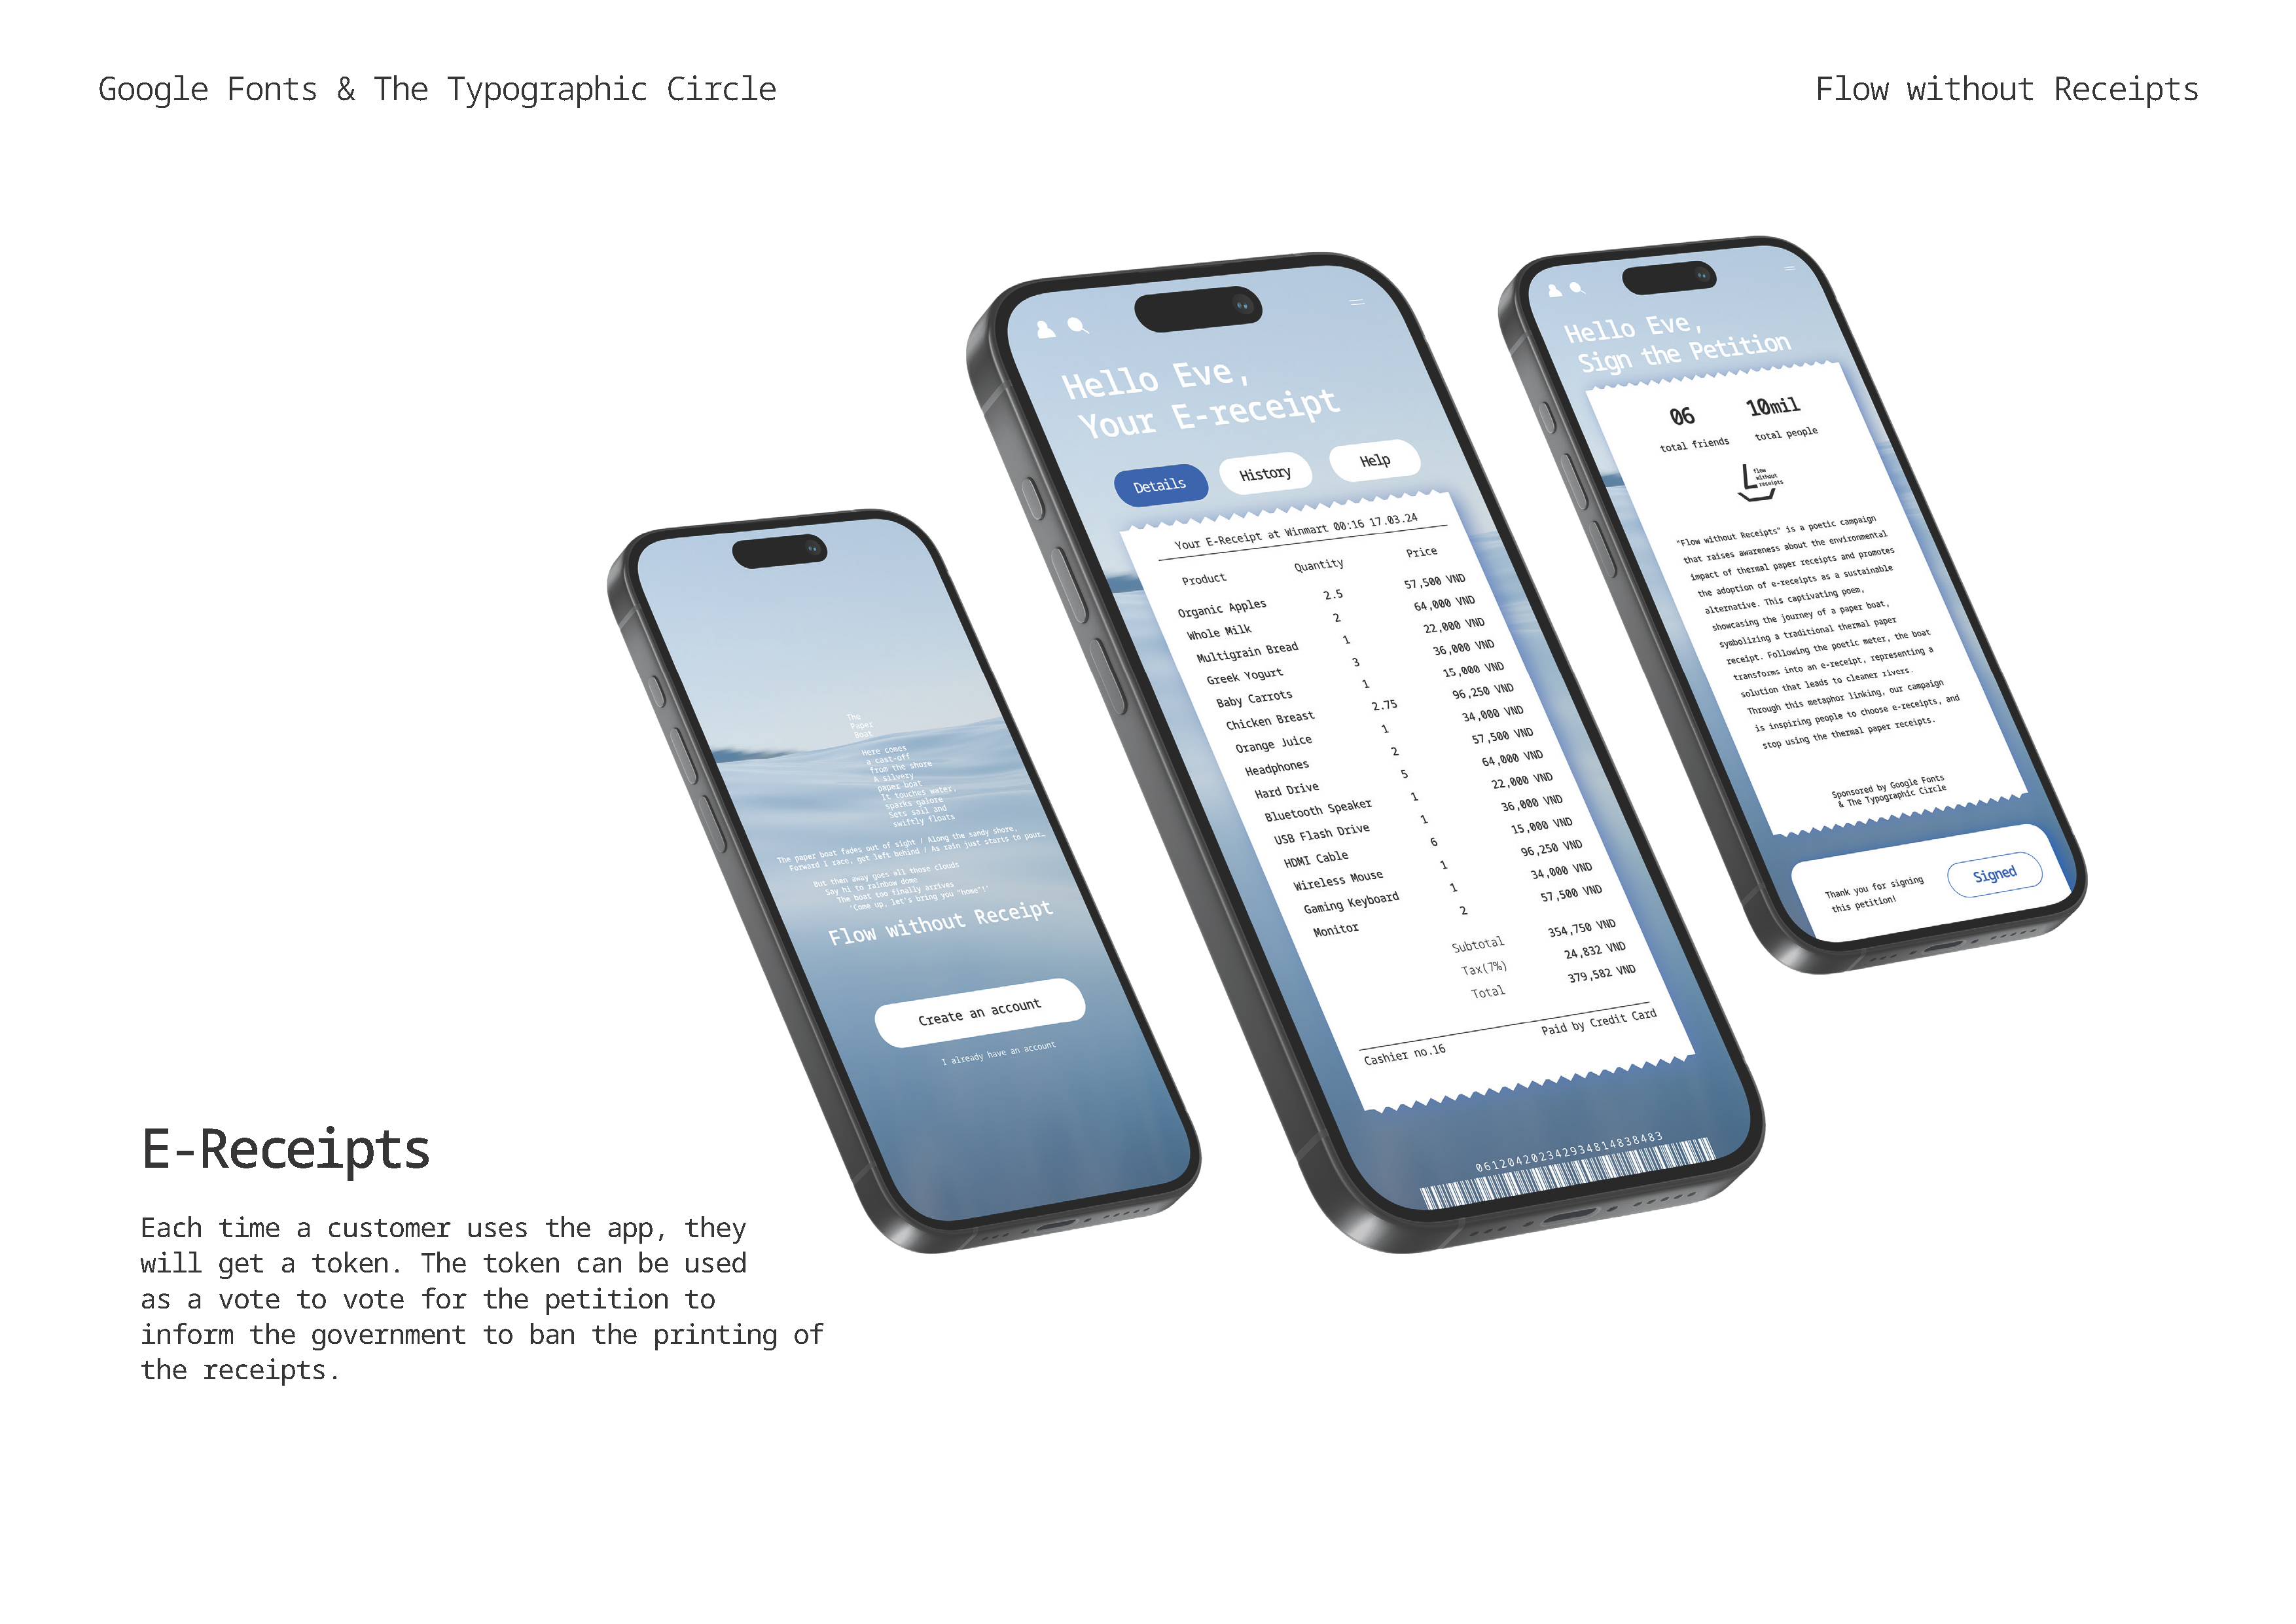 Google Fonts & The Typographic Circle
Flow without Receipts
The
Paper
Boat
Here comes
a cast-off
from the shore
A silvery
paper boat
It touches water,
sparks galore
Sets sail and
swiftly floats
The paper boat fades out of sight / Along the sandy shore,
Forward I race, get left behind / As rain just starts to pour…
But then away goes all those clouds
Say hi to rainbow dome
The boat too finally arrives
'Come up, let's bring you "home"!'
Flow without Receipt
Create an account
I already have an account
Hello Eve,
Your E-receipt
Details History Help
Your E-Receipt at Winmart 00:16 17.03.24
Product Quantity Price
Organic Apples 2.5 57,500 VND
Whole Milk 2 64,000 VND
Multigrain Bread 1 22,000 VND
Greek Yogurt 3 36,000 VND
Baby Carrots 1 15,000 VND
Chicken Breast 2.75 96,250 VND
Orange Juice 1 34,000 VND
Headphones 2 57,500 VND
Hard Drive 5 64,000 VND
Bluetooth Speaker 1 22,000 VND
USB Flash Drive 1 36,000 VND
HDMI Cable 6 15,000 VND
Wireless Mouse 1 96,250 VND
Gaming Keyboard 1 34,000 VND
Monitor 2 57,500 VND
Subtotal 354,750 VND
Tax(7%) 24,832 VND
Total 379,582 VND
Cashier no.16 Paid by Credit Card
0612042023429348148384​83
Hello Eve,
Sign the Petition
06 10mil
total friends total people
flow
without
receipts
"Flow without Receipts" is a poetic campaign
that raises awareness about the environmental
impact of thermal paper receipts and promotes
the adoption of e-receipts as a sustainable
alternative. This captivating poem,
showcasing the journey of a paper boat,
symbolizing a traditional thermal paper
receipt. Following the poetic meter, the boat
transforms into an e-receipt, representing a
solution that leads to cleaner rivers.
Through this metaphor linking, our campaign
is inspiring people to choose e-receipts, and
stop using the thermal paper receipts.
Sponsored by Google Fonts
& The Typographic Circle
Thank you for signing
this petition!
Signed
E-Receipts
Each time a customer uses the app, they
will get a token. The token can be used
as a vote to vote for the petition to
inform the government to ban the printing of
the receipts.